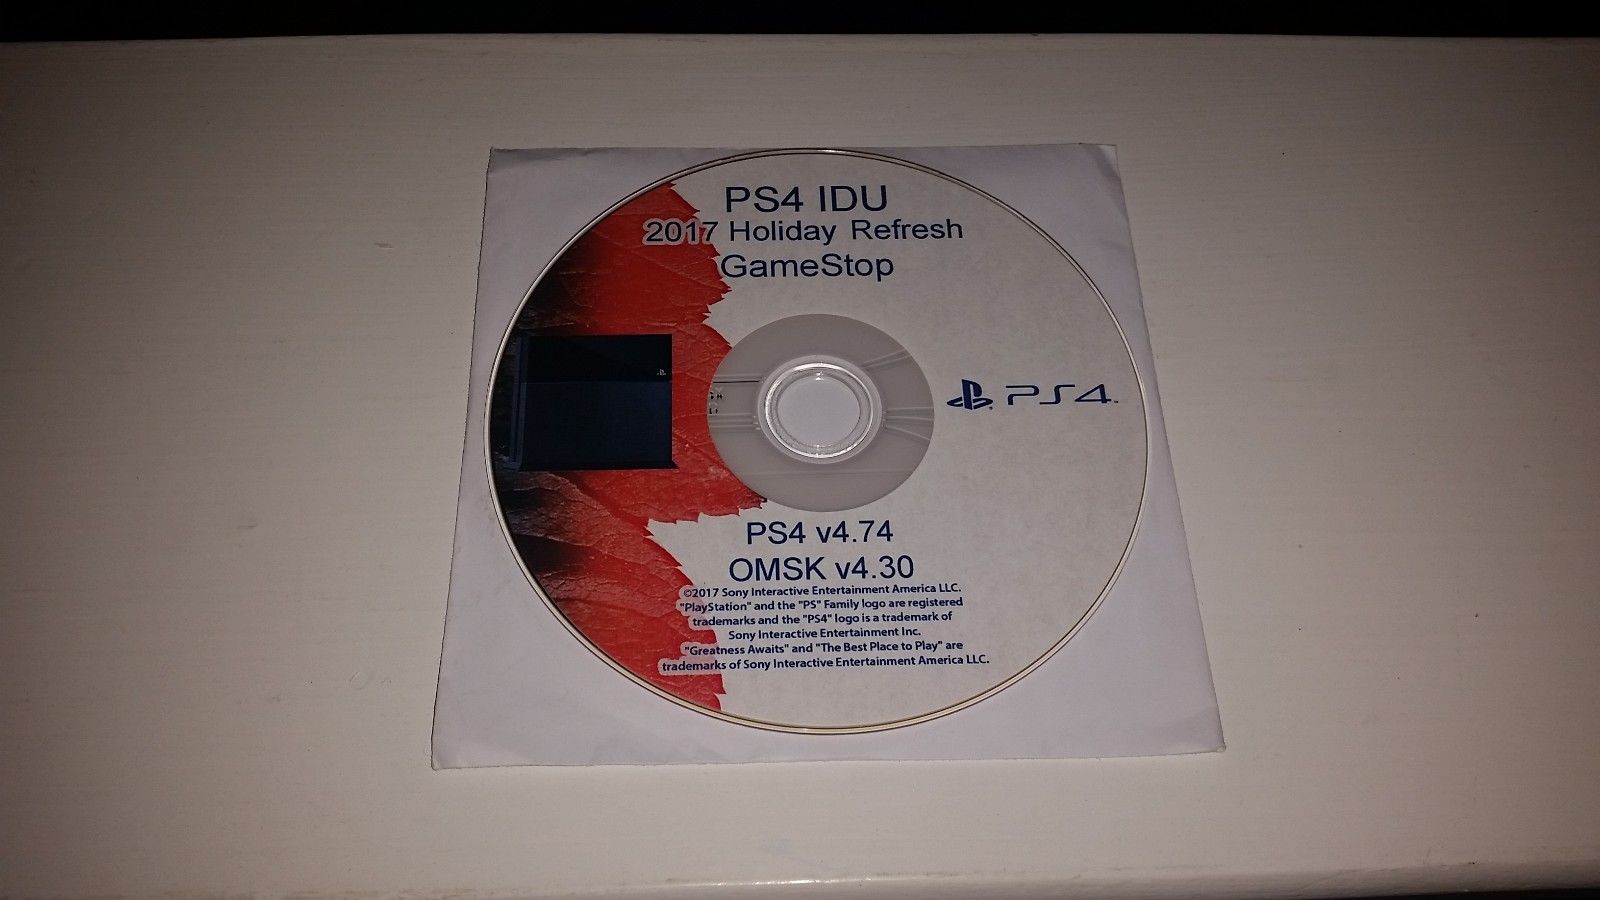 PS4 IDU
2017 Holiday Refresh
GameStop
PS4
PS4 v4.74
OMSK v4.30
©2017 Sony Interactive Entertainment America LLC.
"PlayStation" and the "PS" Family logo are registered
trademarks and the "PS4" logo is a trademark of
Sony Interactive Entertainment Inc.
"Greatness Awaits" and "The Best Place to Play" are
trademarks of Sony Interactive Entertainment America LLC.